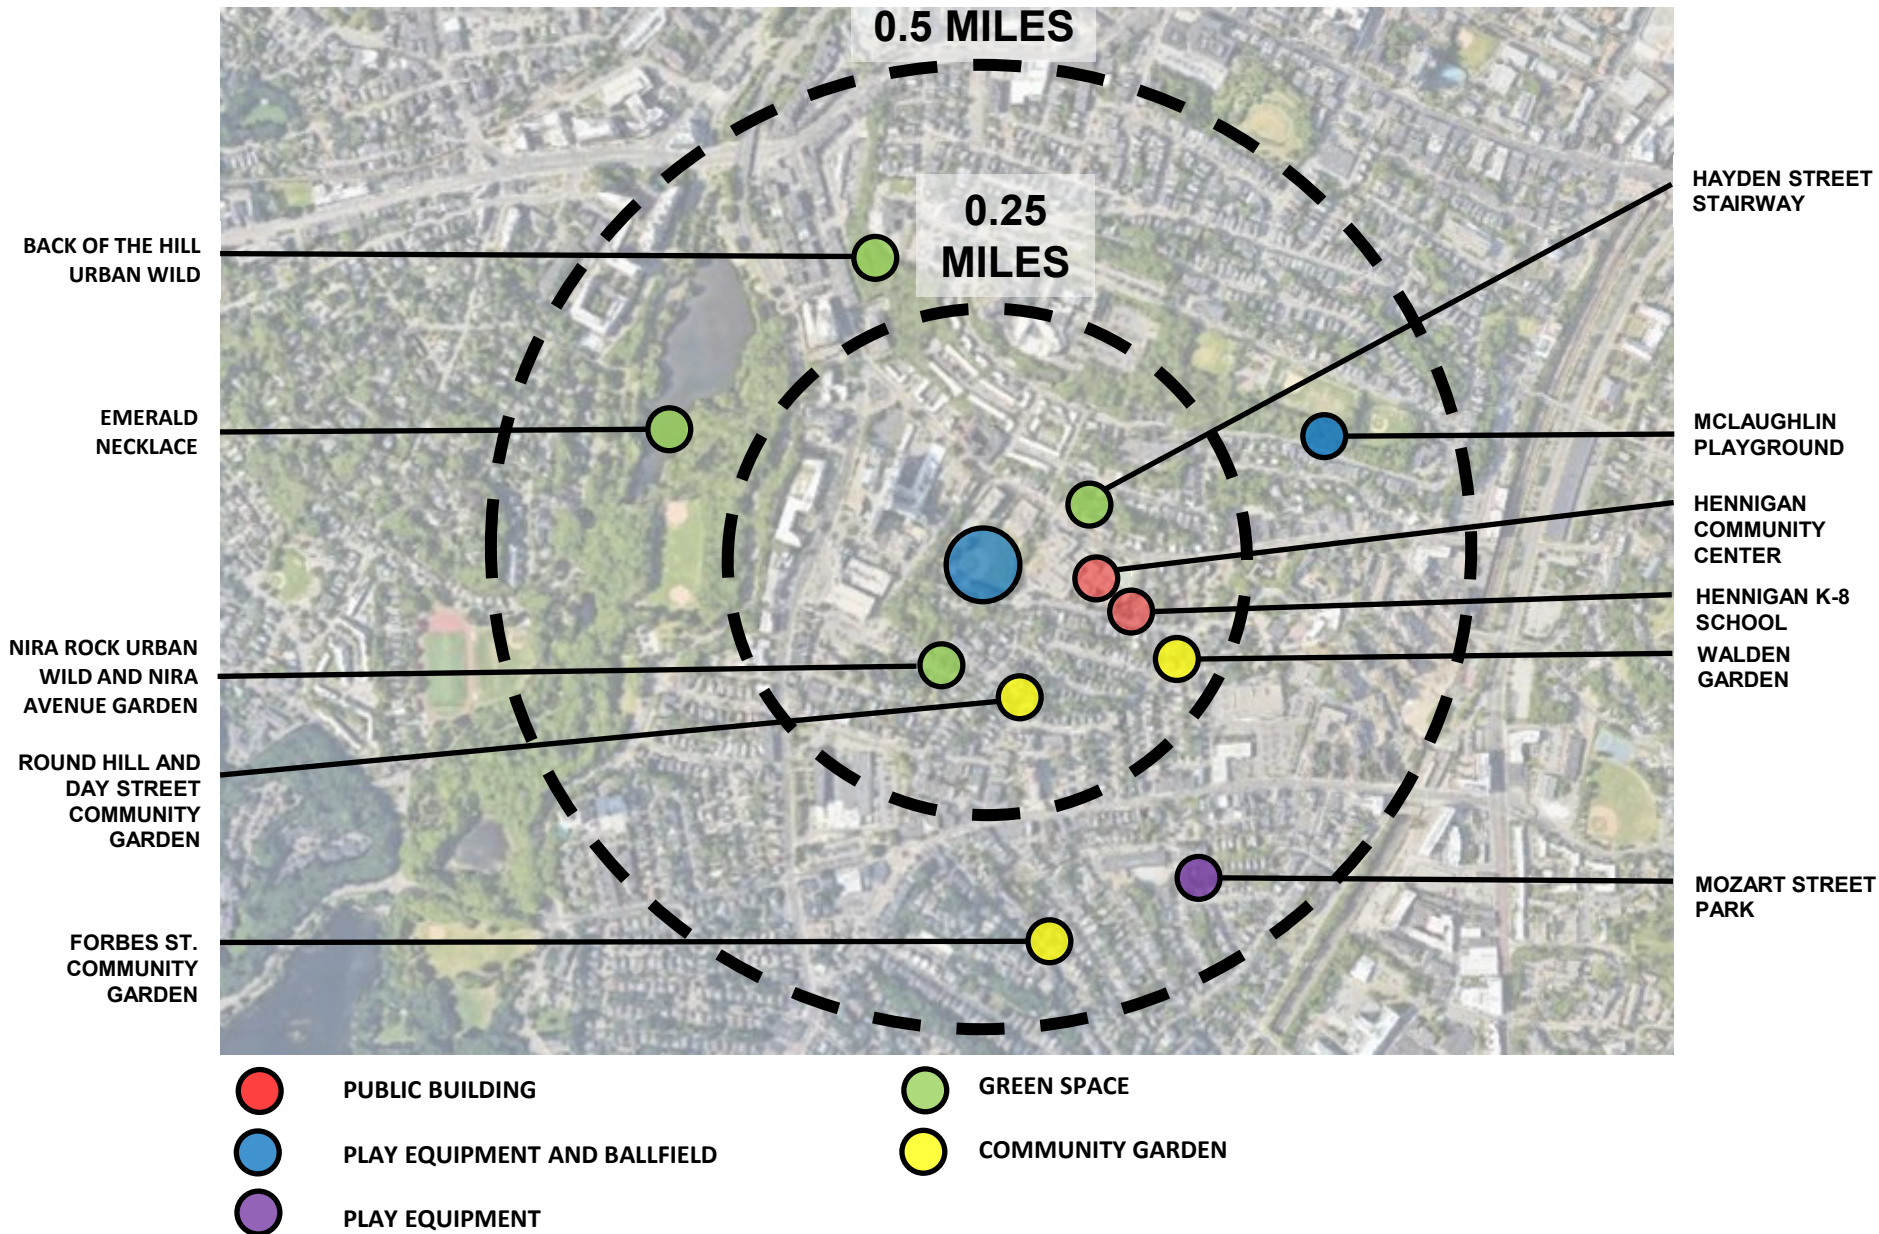 0.5 MILES
0.25
MILES
BACK OF THE HILL
URBAN WILD
EMERALD
NECKLACE
NIRA ROCK URBAN
WILD AND NIRA
AVENUE GARDEN
ROUND HILL AND
DAY STREET
COMMUNITY
GARDEN
FORBES ST.
COMMUNITY
GARDEN
HAYDEN STREET
STAIRWAY
MCLAUGHLIN
PLAYGROUND
HENNIGAN
COMMUNITY
CENTER
HENNIGAN K-8
SCHOOL
WALDEN
GARDEN
MOZART STREET
PARK
PUBLIC BUILDING
PLAY EQUIPMENT AND BALLFIELD
PLAY EQUIPMENT
GREEN SPACE
COMMUNITY GARDEN